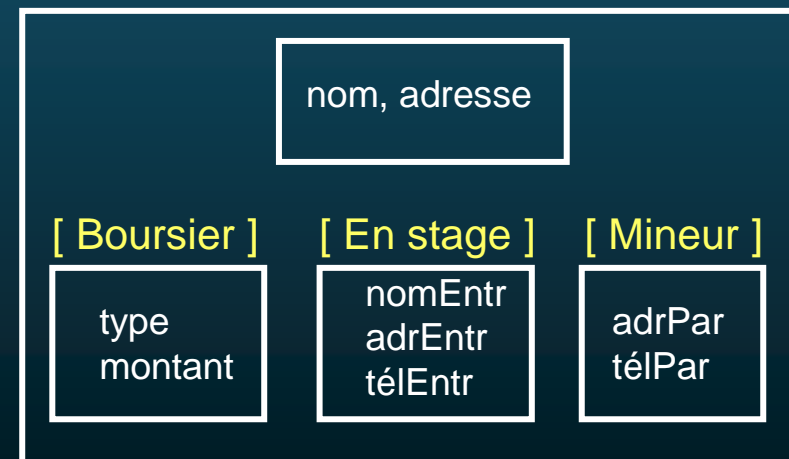 nom, adresse
[ Boursier ] [ En stage ] [ Mineur ]
type
montant
nomEntr
adrEntr
télEntr
adrPar
télPar